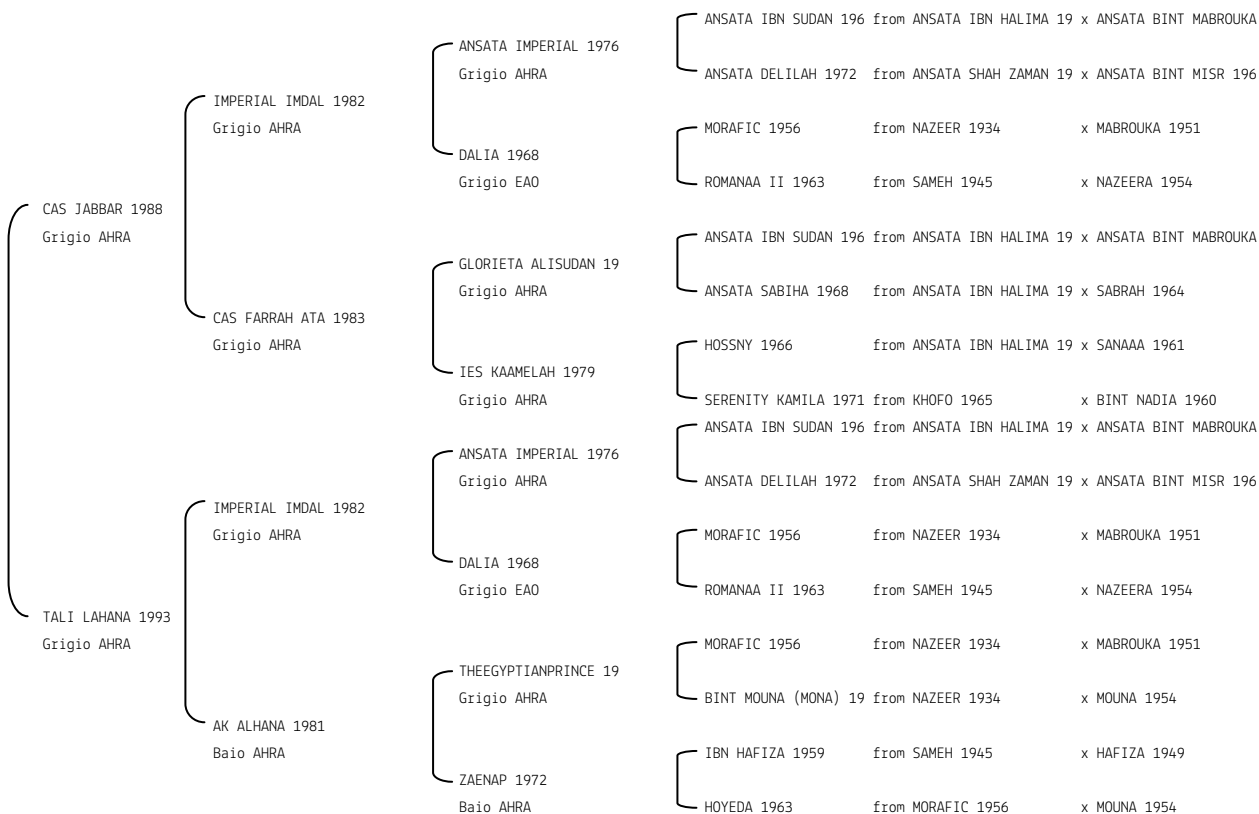 ANSATA IBN SUDAN 196 from ANSATA IBN HALIMA 19 x ANSATA BINT MABROUKA
ANSATA IMPERIAL 1976
Grigio AHRA
ANSATA DELILAH 1972 from ANSATA SHAH ZAMAN 19 x ANSATA BINT MISR 196
IMPERIAL IMDAL 1982
Grigio AHRA
MORAFIC 1956 from NAZEER 1934 x MABROUKA 1951
DALIA 1968
Grigio EAO
ROMANAA II 1963 from SAMEH 1945 x NAZEERA 1954
CAS JABBAR 1988
Grigio AHRA
ANSATA IBN SUDAN 196 from ANSATA IBN HALIMA 19 x ANSATA BINT MABROUKA
GLORIETA ALISUDAN 19
Grigio AHRA
ANSATA SABIHA 1968 from ANSATA IBN HALIMA 19 x SABRAH 1964
CAS FARRAH ATA 1983
Grigio AHRA
HOSSNY 1966 from ANSATA IBN HALIMA 19 x SANAAA 1961
IES KAAMELAH 1979
Grigio AHRA
SERENITY KAMILA 1971 from KHOFO 1965 x BINT NADIA 1960
ANSATA IBN SUDAN 196 from ANSATA IBN HALIMA 19 x ANSATA BINT MABROUKA
ANSATA IMPERIAL 1976
Grigio AHRA
ANSATA DELILAH 1972 from ANSATA SHAH ZAMAN 19 x ANSATA BINT MISR 196
IMPERIAL IMDAL 1982
Grigio AHRA
MORAFIC 1956 from NAZEER 1934 x MABROUKA 1951
DALIA 1968
Grigio EAO
ROMANAA II 1963 from SAMEH 1945 x NAZEERA 1954
TALI LAHANA 1993
Grigio AHRA
MORAFIC 1956 from NAZEER 1934 x MABROUKA 1951
THEEGYPTIANPRINCE 19
Grigio AHRA
BINT MOUNA (MONA) 19 from NAZEER 1934 x MOUNA 1954
AK ALHANA 1981
Baio AHRA
IBN HAFIZA 1959 from SAMEH 1945 x HAFIZA 1949
ZAENAP 1972
Baio AHRA
HOYEDA 1963 from MORAFIC 1956 x MOUNA 1954